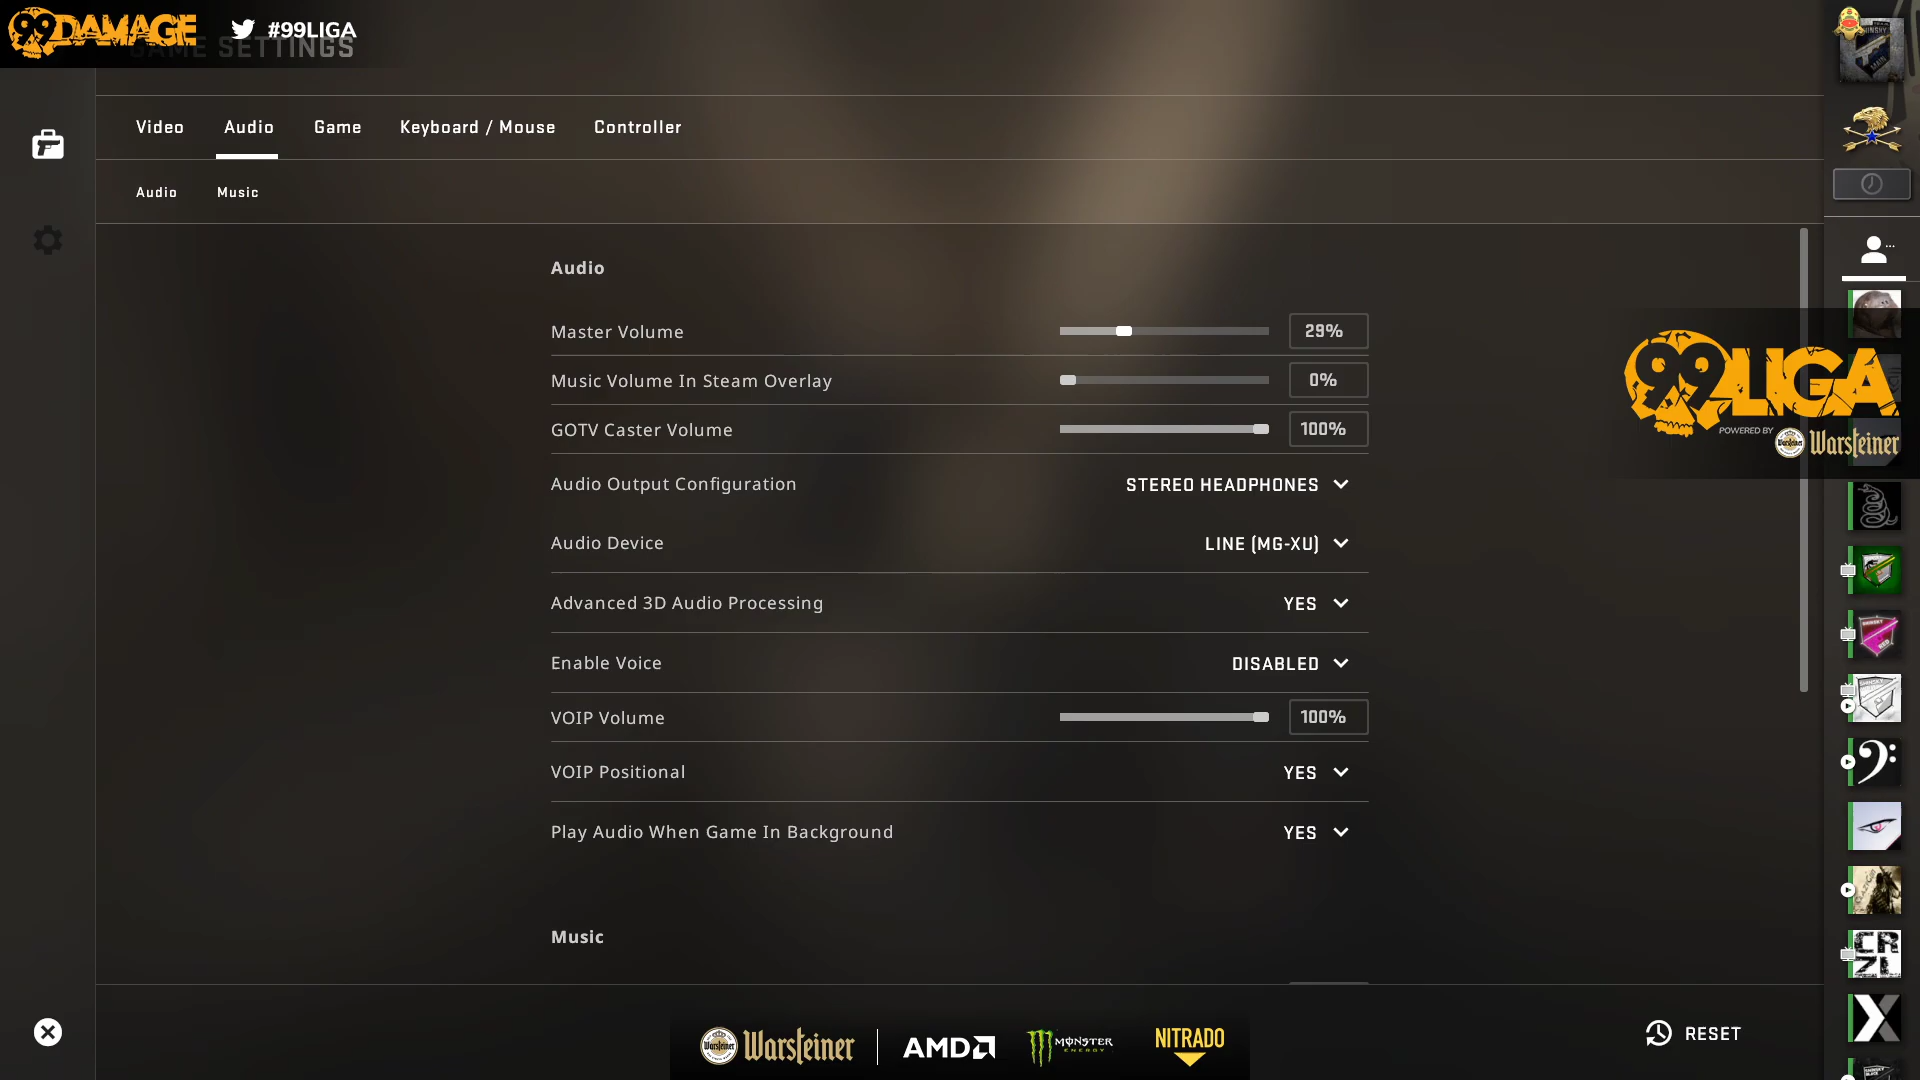 99DAMAGE
#99LIGA
GAME SETTINGS
Video
Audio
Game
Keyboard / Mouse
Controller
Audio
Music
Audio
Master Volume
29%
Music Volume In Steam Overlay
0%
GOTV Caster Volume
100%
Audio Output Configuration
STEREO HEADPHONES
Audio Device
LINE (MG-XU)
Advanced 3D Audio Processing
YES
Enable Voice
DISABLED
VOIP Volume
100%
VOIP Positional
YES
Play Audio When Game In Background
YES
Music
99LIGA
POWERED BY
Warsteiner
MAIN
CR
ZL
Warsteiner
AMD
MONSTER
ENERGY
NITRADO
RESET